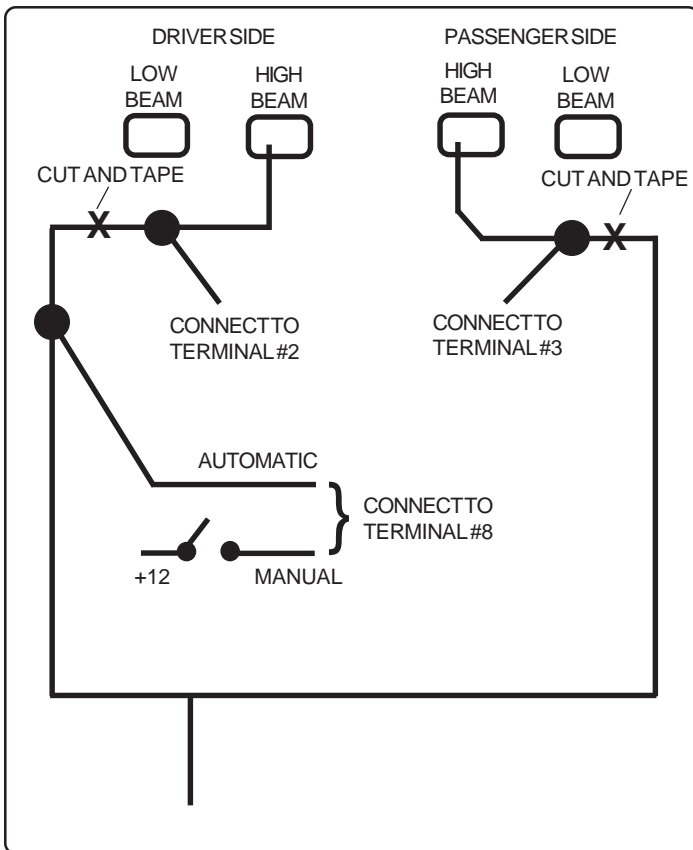 DRIVER SIDE
PASSENGER SIDE
LOW
BEAM
HIGH
BEAM
HIGH
BEAM
LOW
BEAM
CUT AND TAPE
X
CUT AND TAPE
X
CONNECT TO
TERMINAL #2
CONNECT TO
TERMINAL #3
AUTOMATIC
CONNECT TO
TERMINAL #8
+12
MANUAL